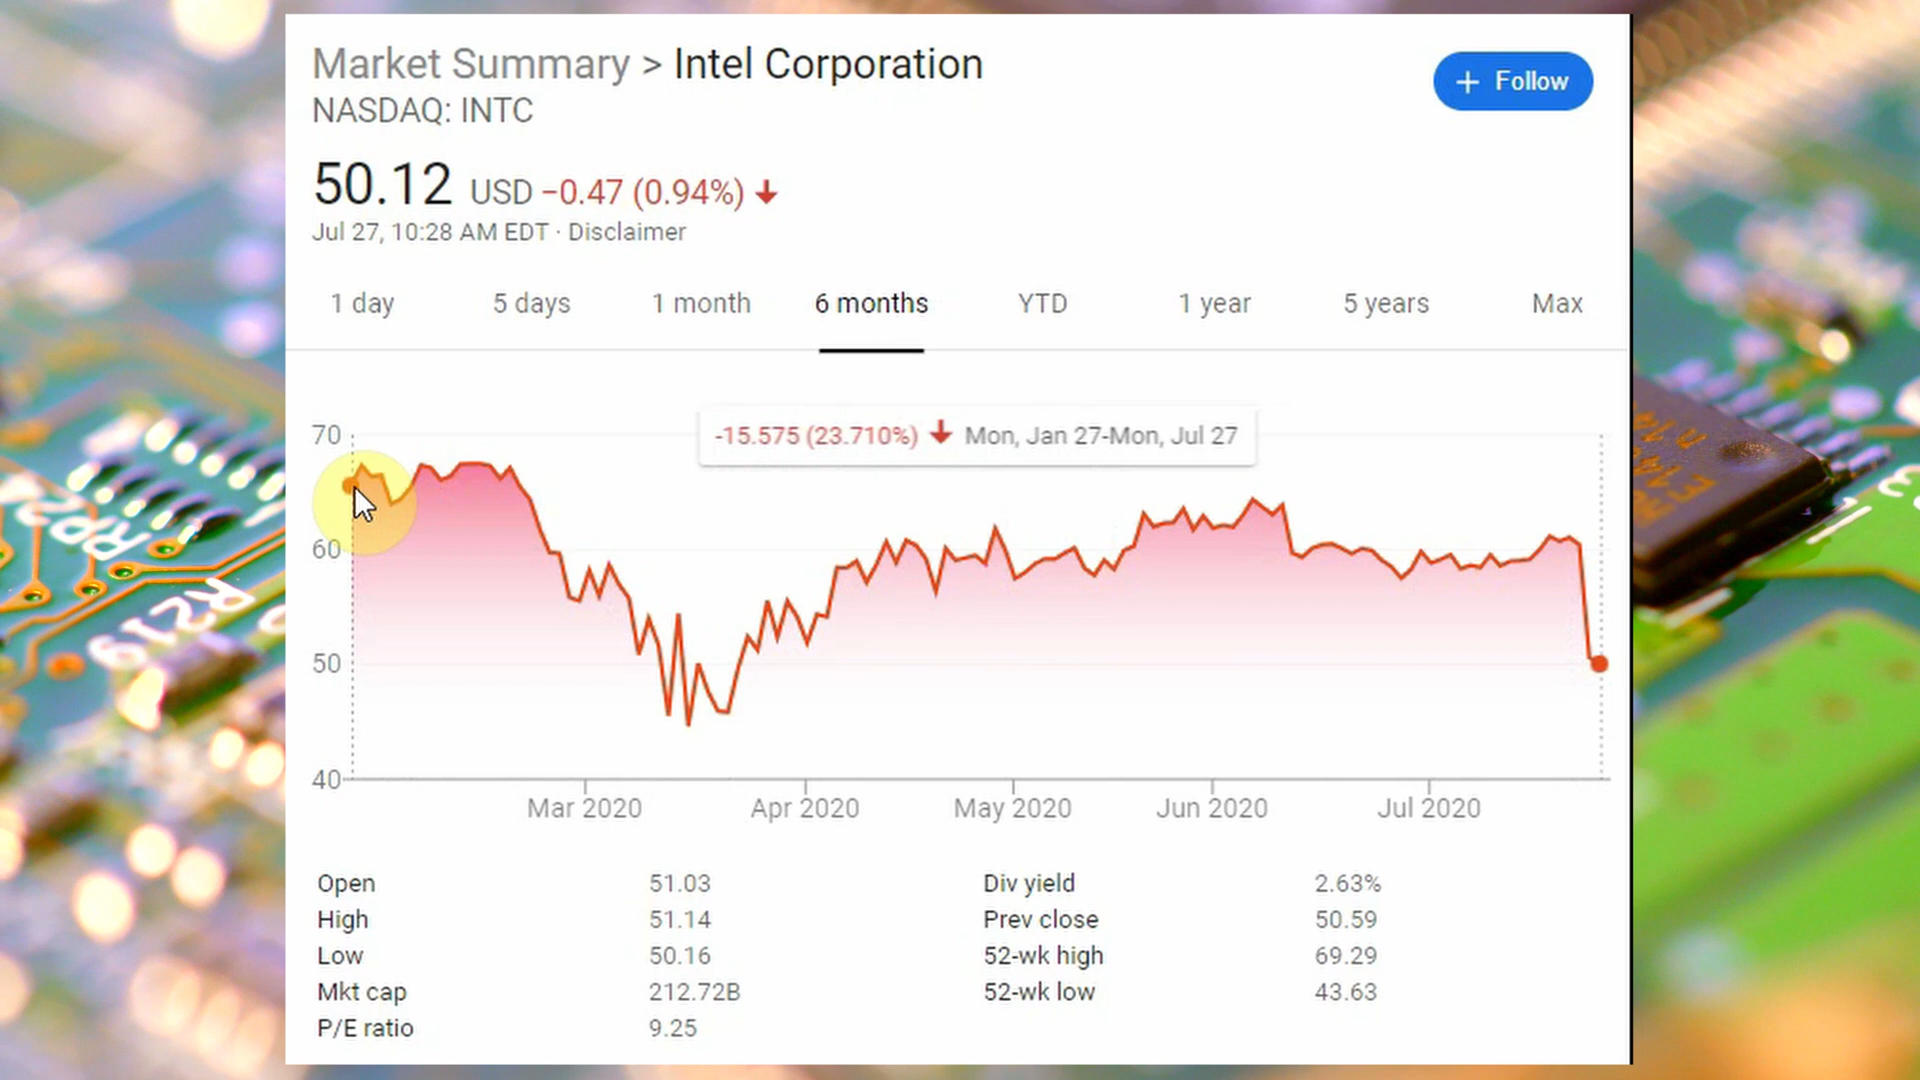 Market Summary > Intel Corporation
+ Follow
NASDAQ: INTC
50.12 USD −0.47 (0.94%)
Jul 27, 10:28 AM EDT · Disclaimer
1 day 5 days 1 month 6 months YTD 1 year 5 years Max
-15.575 (23.710%) Mon, Jan 27-Mon, Jul 27
70
60
50
40
Mar 2020 Apr 2020 May 2020 Jun 2020 Jul 2020
Open 51.03 Div yield 2.63%
High 51.14 Prev close 50.59
Low 50.16 52-wk high 69.29
Mkt cap 212.72B 52-wk low 43.63
P/E ratio 9.25
R219